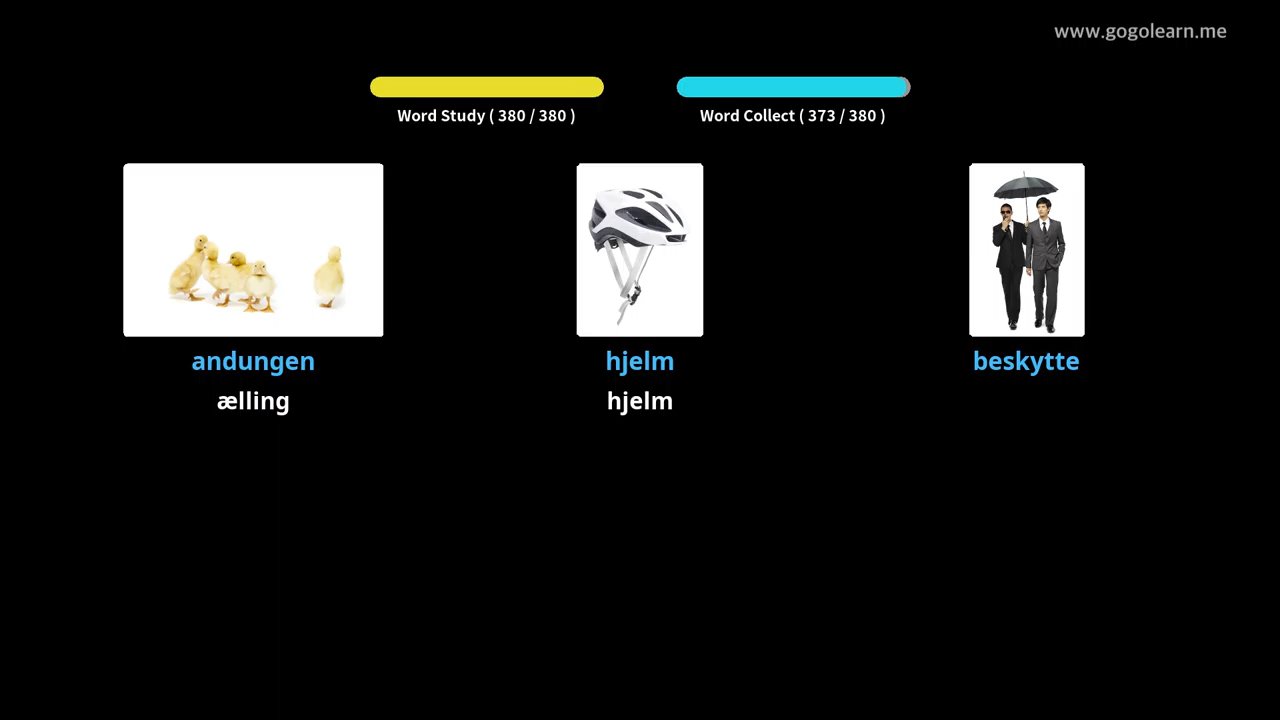 www.gogolearn.me
Word Study ( 380 / 380 )
Word Collect ( 373 / 380 )
andungen
hjelm
beskytte
ælling
hjelm